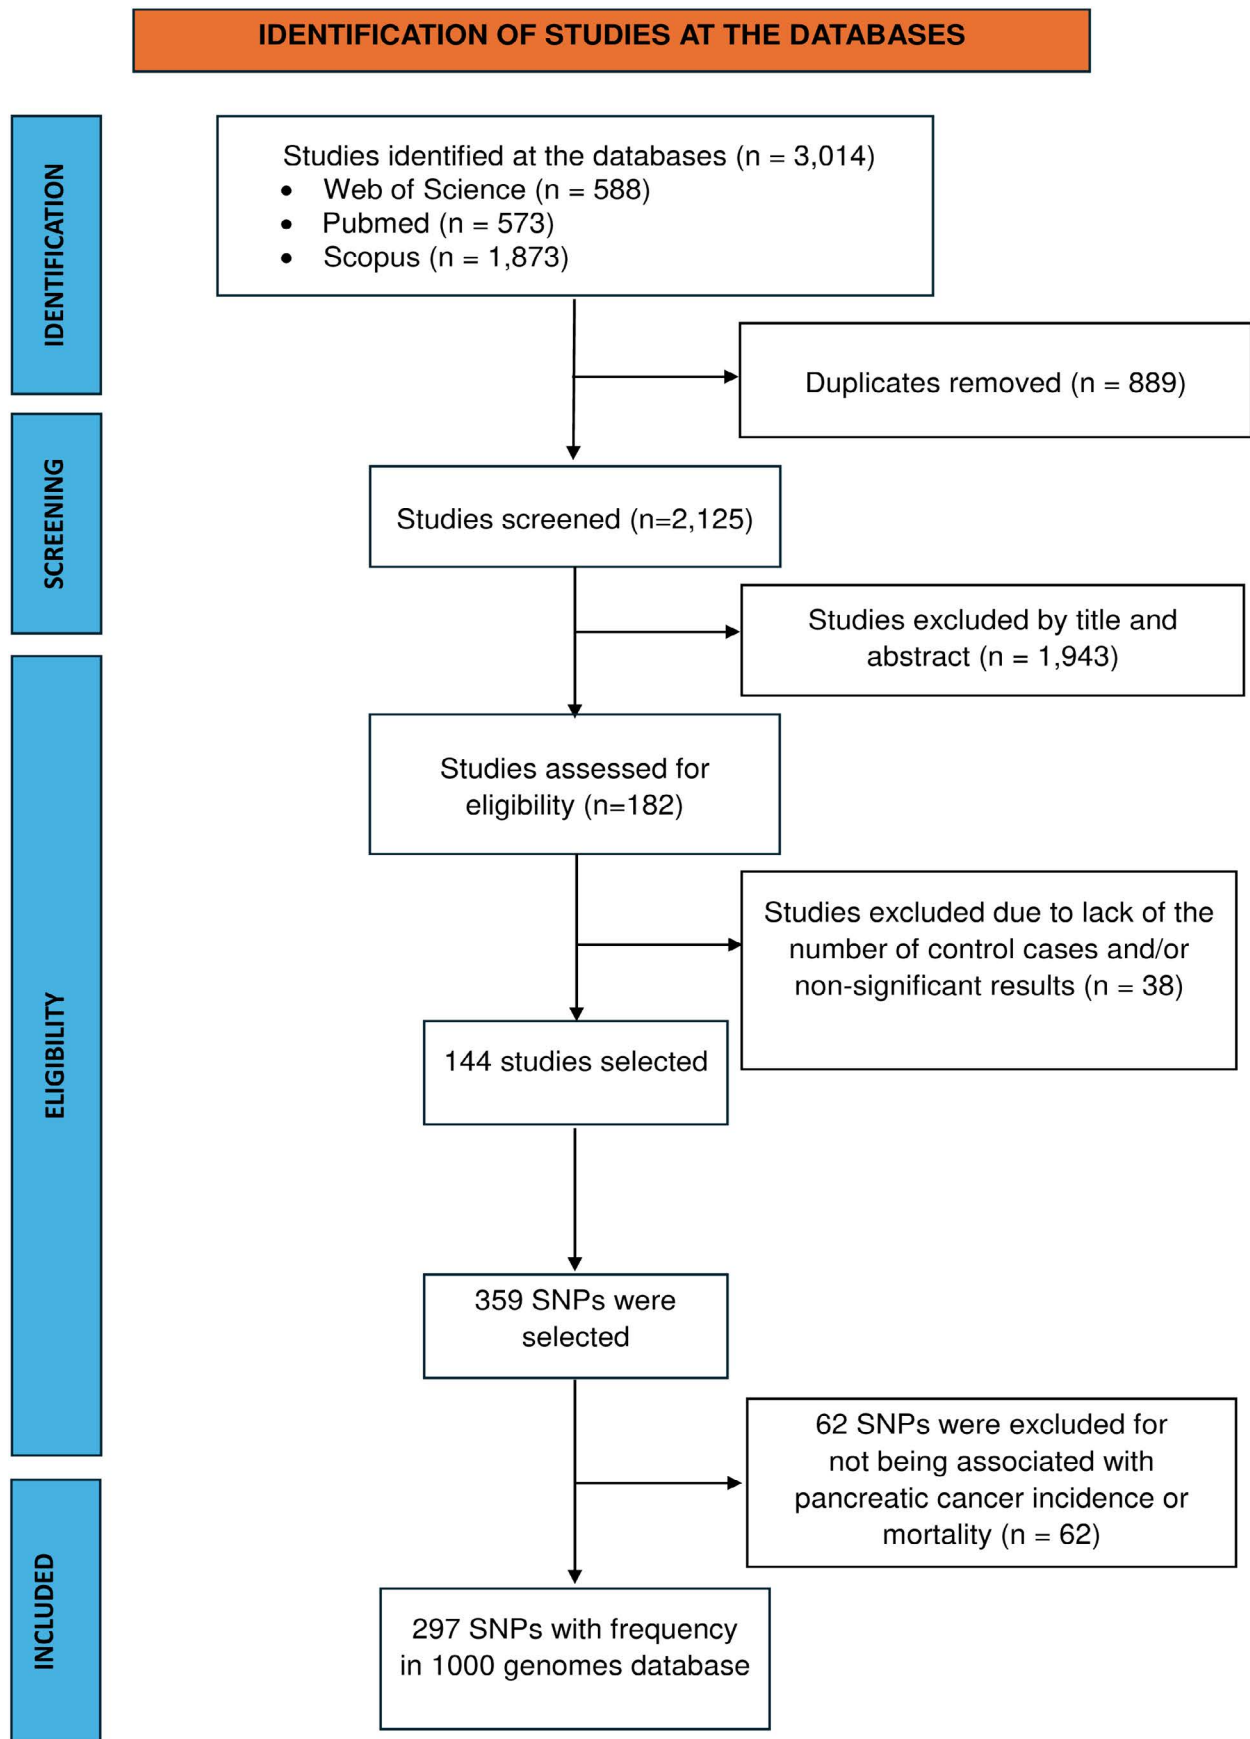 IDENTIFICATION OF STUDIES AT THE DATABASES
IDENTIFICATION
Studies identified at the databases (n = 3,014)
• Web of Science (n = 588)
• Pubmed (n = 573)
• Scopus (n = 1,873)
Duplicates removed (n = 889)
SCREENING
Studies screened (n=2,125)
Studies excluded by title and
abstract (n = 1,943)
ELIGIBILITY
Studies assessed for
eligibility (n=182)
Studies excluded due to lack of the
number of control cases and/or
non-significant results (n = 38)
144 studies selected
359 SNPs were
selected
62 SNPs were excluded for
not being associated with
pancreatic cancer incidence or
mortality (n = 62)
INCLUDED
297 SNPs with frequency
in 1000 genomes database